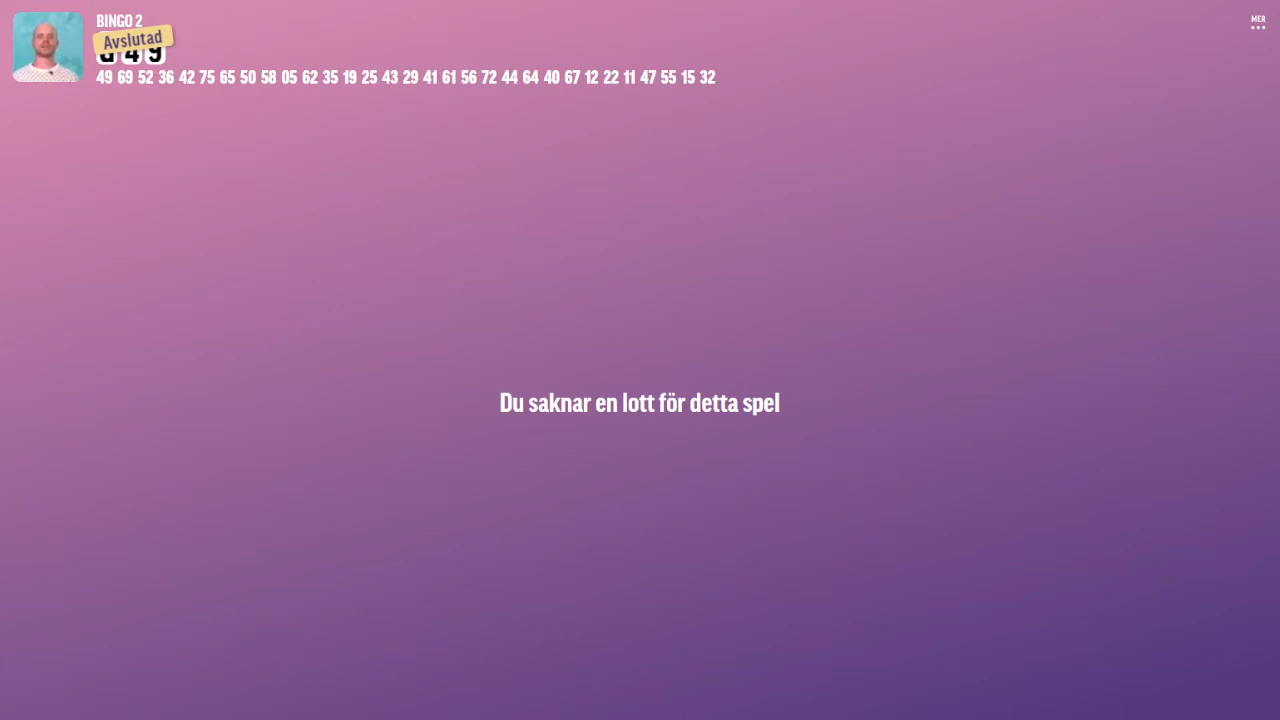 BINGO 2
MER
Avslutad
G 4 9
49 69 52 36 42 75 65 50 58 05 62 35 19 25 43 29 41 61 56 72 44 64 40 67 12 22 11 47 55 15 32
Du saknar en lott för detta spel